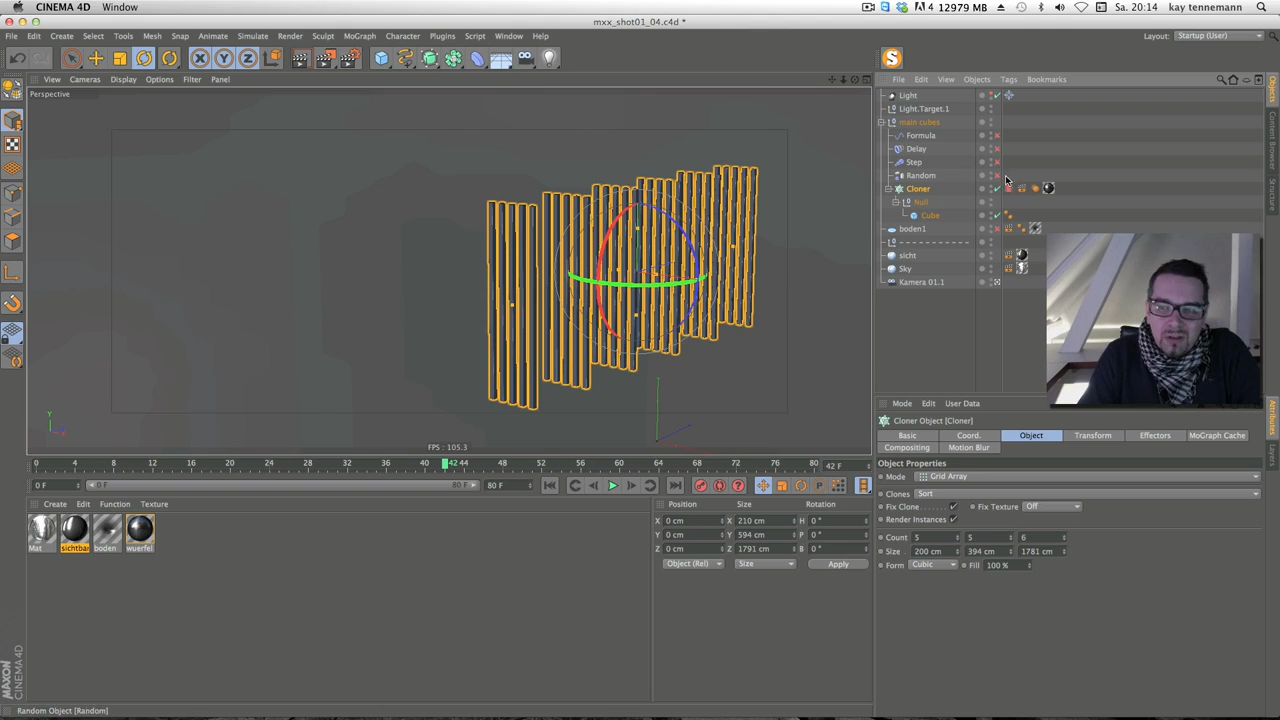 CINEMA 4D Window
4 12979 MB Sa. 20:14 kay tennemann
mxx_shot01_04.c4d *
File Edit Create Select Tools Mesh Snap Animate Simulate Render Sculpt MoGraph Character Plugins Script Window Help
Layout: Startup (User)
X Y Z P S
View Cameras Display Options Filter Panel
File Edit View Objects Tags Bookmarks
Perspective
Light
Light.Target.1
main cubes
Formula
Delay
Step
Random
Cloner
Null
Cube
boden1
--------------
sicht
Sky
Kamera 01.1
Objects
Content Browser
Structure
Attributes
Layers
Mode Edit User Data
Cloner Object [Cloner]
Basic Coord. Object Transform Effectors MoGraph Cache
Compositing Motion Blur
Object Properties
Mode Grid Array
Clones Sort
Fix Clone Fix Texture Off
Render Instances
Count 5 5 6
Size 200 cm 394 cm 1781 cm
Form Cubic Fill 100 %
Y
FPS : 105.3
0 4 8 12 16 20 24 28 32 36 40 42 44 48 52 56 60 64 68 72 76 80 42 F
0 F 0 F 80 F 80 F
P
Create Edit Function Texture
Mat sichtbar boden wuerfel
Position Size Rotation
X 0 cm X 210 cm H 0 °
Y 0 cm Y 594 cm P 0 °
Z 0 cm Z 1791 cm B 0 °
Object (Rel) Size Apply
MAXON
CINEMA 4D
Random Object [Random]